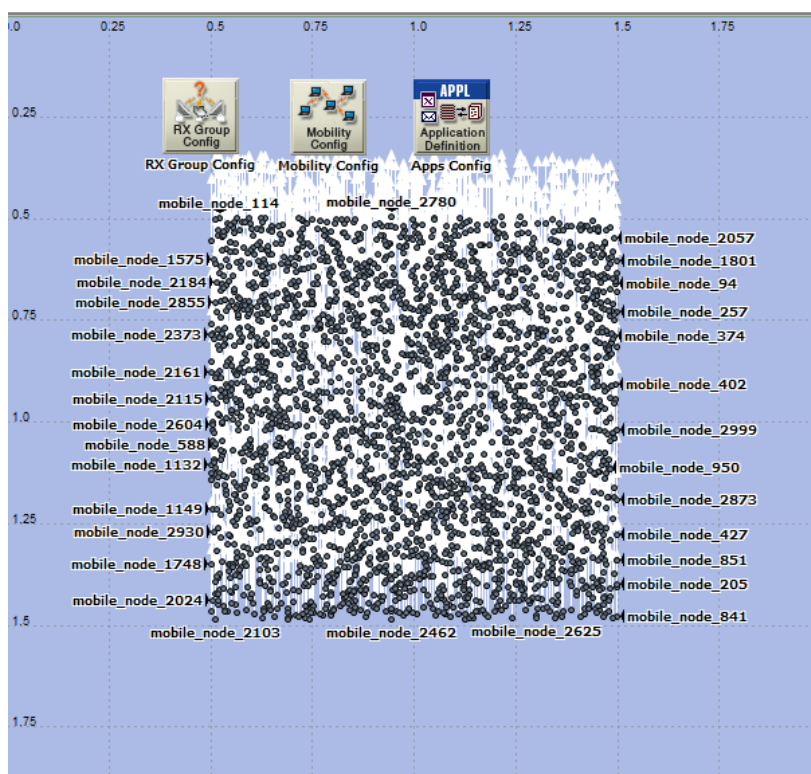 .0 0.25 0.5 0.75 1.0 1.25 1.5 1.75
0.25
?
RX Group
Config
RX Group Config
Mobility
Config
Mobility Config
APPL
Application
Definition
Apps Config
0.5
mobile_node_114
mobile_node_2780
mobile_node_2057
mobile_node_1575
mobile_node_1801
mobile_node_2184
mobile_node_94
mobile_node_2855
mobile_node_257
0.75
mobile_node_2373
mobile_node_374
mobile_node_2161
mobile_node_402
mobile_node_2115
1.0
mobile_node_2604
mobile_node_2999
mobile_node_588
mobile_node_1132
mobile_node_950
mobile_node_2873
mobile_node_1149
1.25
mobile_node_2930
mobile_node_427
mobile_node_1748
mobile_node_851
mobile_node_205
mobile_node_2024
mobile_node_841
1.5
mobile_node_2103
mobile_node_2462
mobile_node_2625
1.75